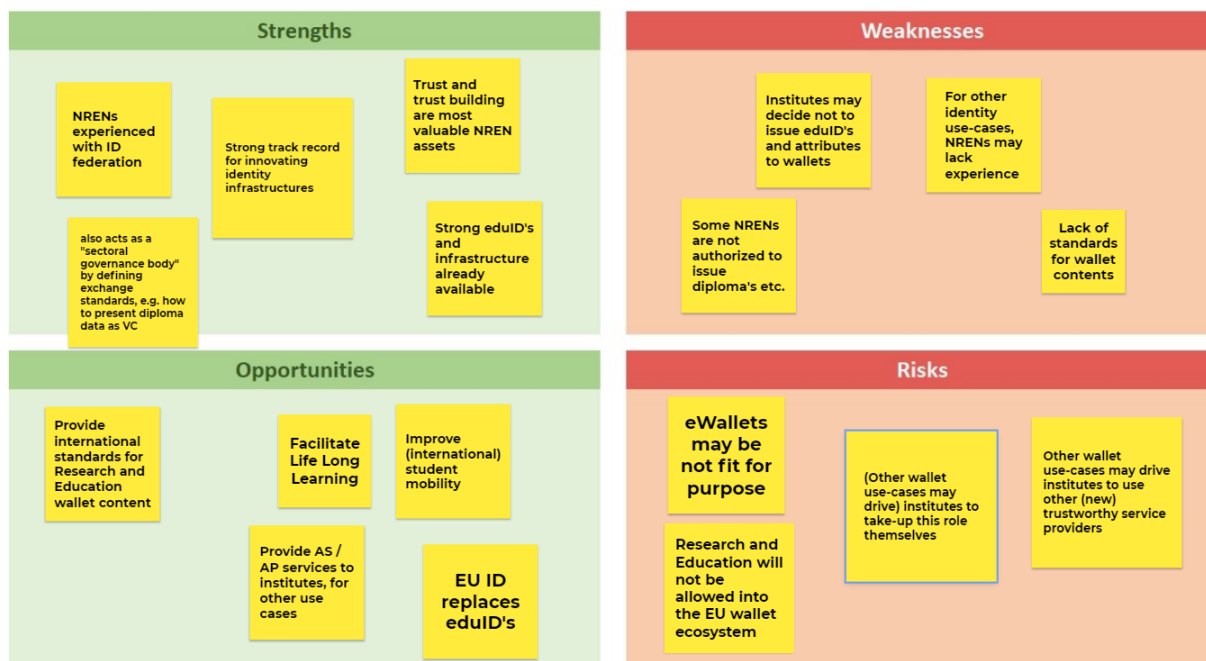 Strengths
NRENs
experienced
with ID
federation
Strong track record
for innovating
identity
infrastructures
Trust and
trust building
are most
valuable NREN
assets
also acts as a
"sectoral
governance body"
by defining
exchange
standards, e.g. how
to present diploma
data as VC
Strong eduID's
and
infrastructure
already
available
Weaknesses
Institutes may
decide not to
issue eduID's
and attributes
to wallets
For other
identity
use-cases,
NRENs may
lack
experience
Some NRENs
are not
authorized to
issue
diploma's etc.
Lack of
standards
for wallet
contents
Opportunities
Provide
international
standards for
Research and
Education
wallet content
Facilitate
Life Long
Learning
Improve
(international)
student
mobility
Provide AS /
AP services to
institutes, for
other use
cases
EU ID
replaces
eduID's
Risks
eWallets
may be
not fit for
purpose
(Other wallet
use-cases may
drive) institutes to
take-up this role
themselves
Other wallet
use-cases may drive
institutes to use
other (new)
trustworthy service
providers
Research and
Education will
not be
allowed into
the EU wallet
ecosystem